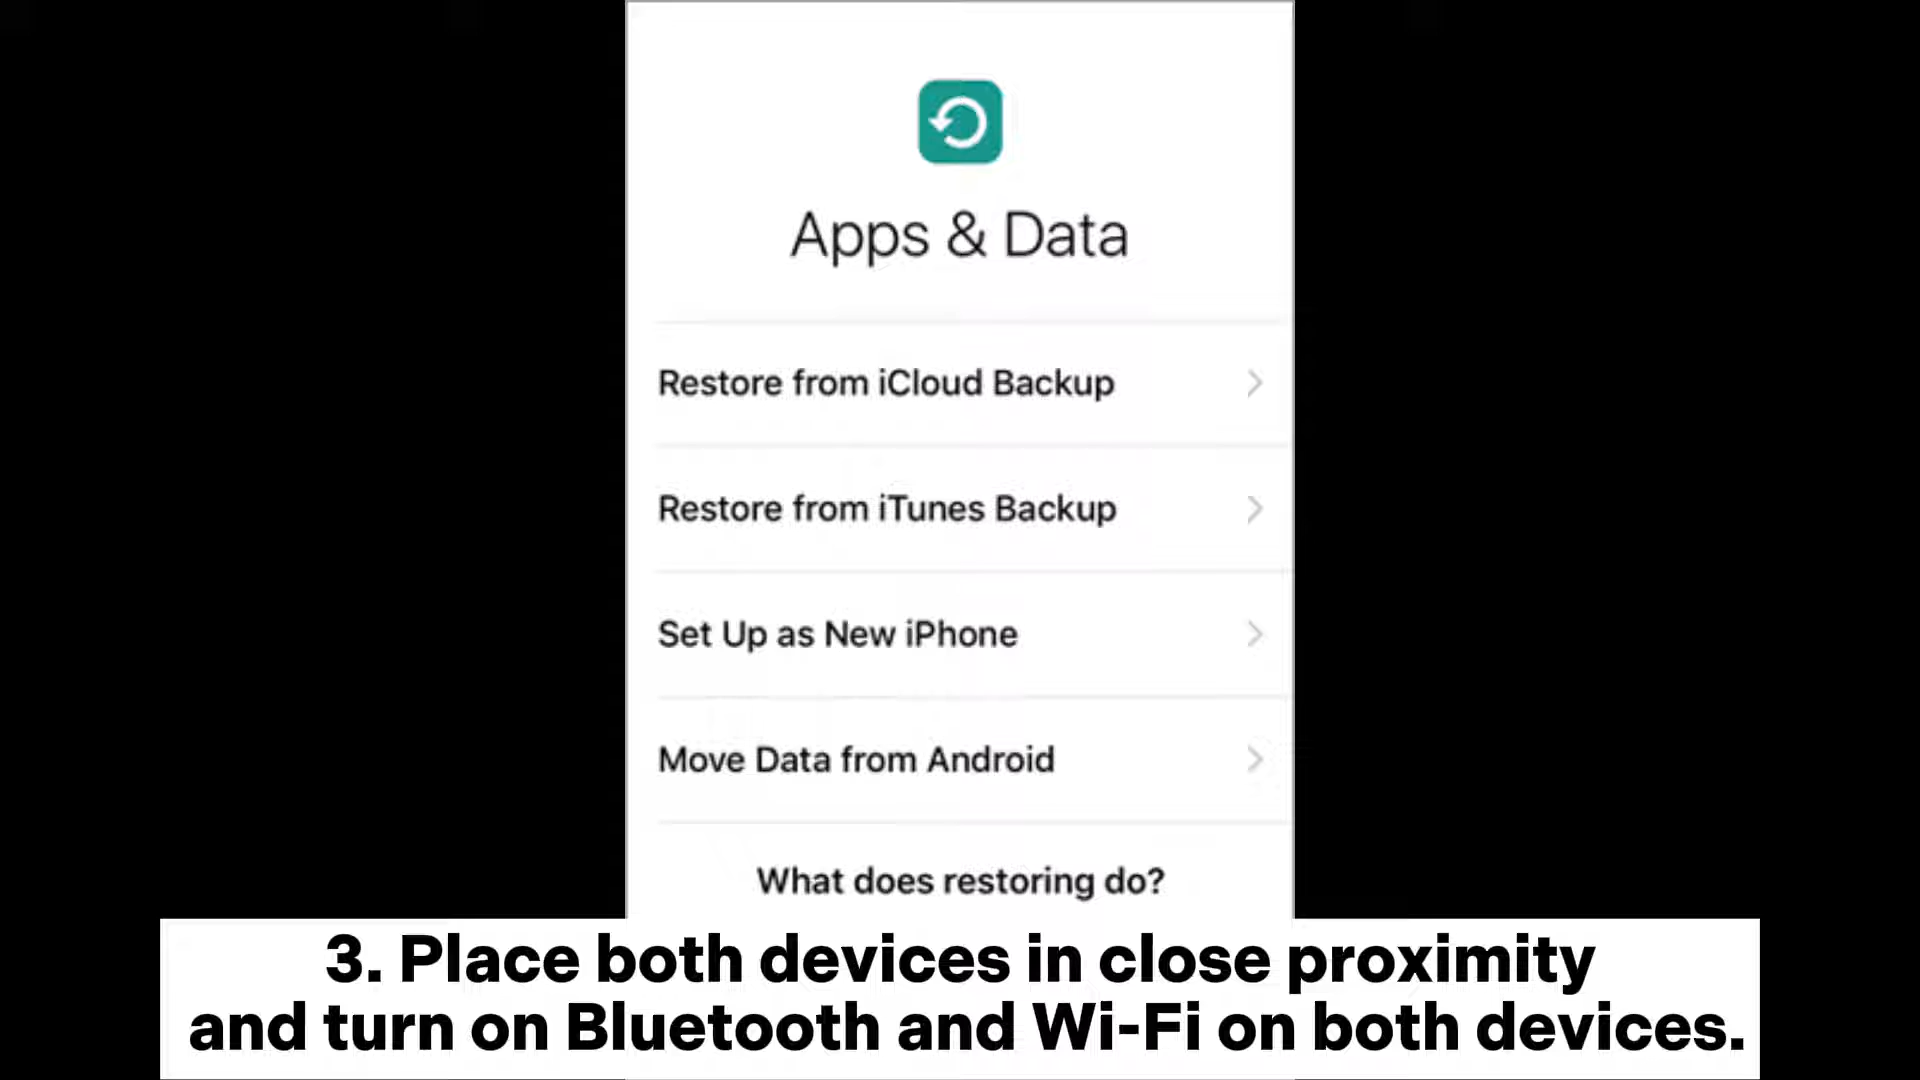 Apps & Data
Restore from iCloud Backup
Restore from iTunes Backup
Set Up as New iPhone
Move Data from Android
What does restoring do?
3. Place both devices in close proximity
and turn on Bluetooth and Wi-Fi on both devices.